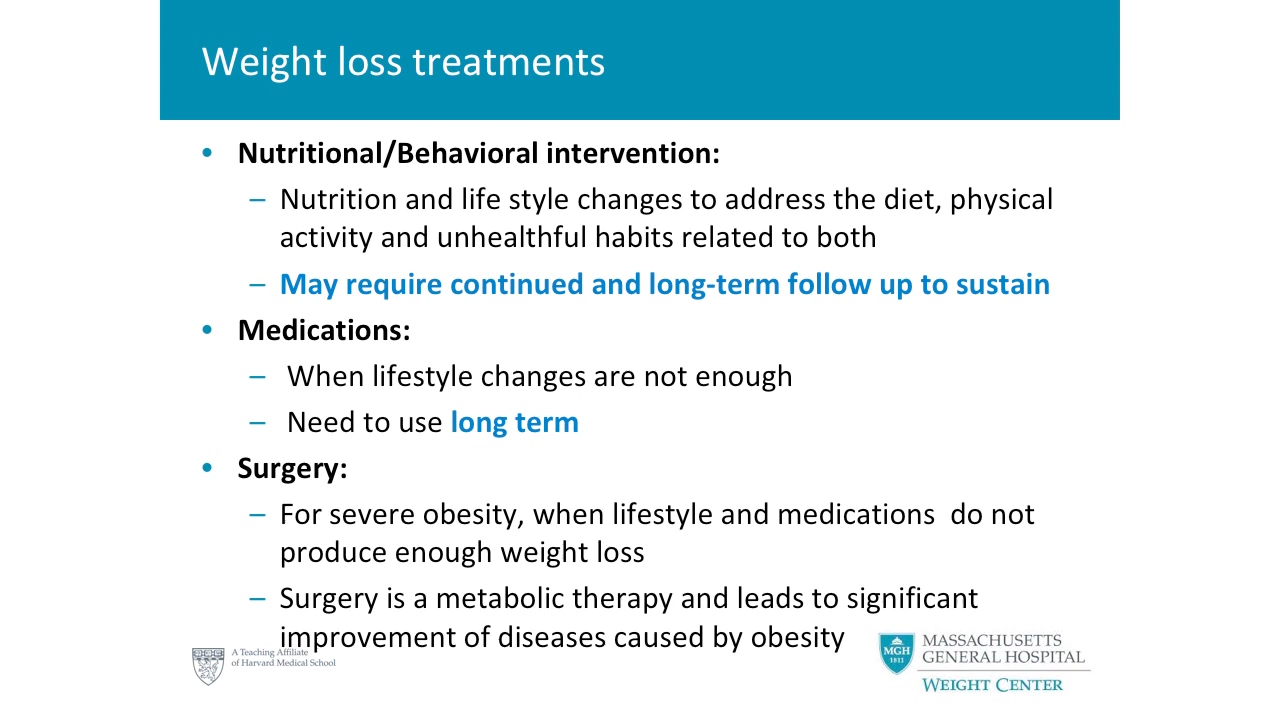 Weight loss treatments
• Nutritional/Behavioral intervention:
– Nutrition and life style changes to address the diet, physical
activity and unhealthful habits related to both
– May require continued and long-term follow up to sustain
• Medications:
– When lifestyle changes are not enough
– Need to use long term
• Surgery:
– For severe obesity, when lifestyle and medications  do not
produce enough weight loss
– Surgery is a metabolic therapy and leads to significant
improvement of diseases caused by obesity
A Teaching Affiliate
of Harvard Medical School
MGH
1811
MASSACHUSETTS
GENERAL HOSPITAL
WEIGHT CENTER